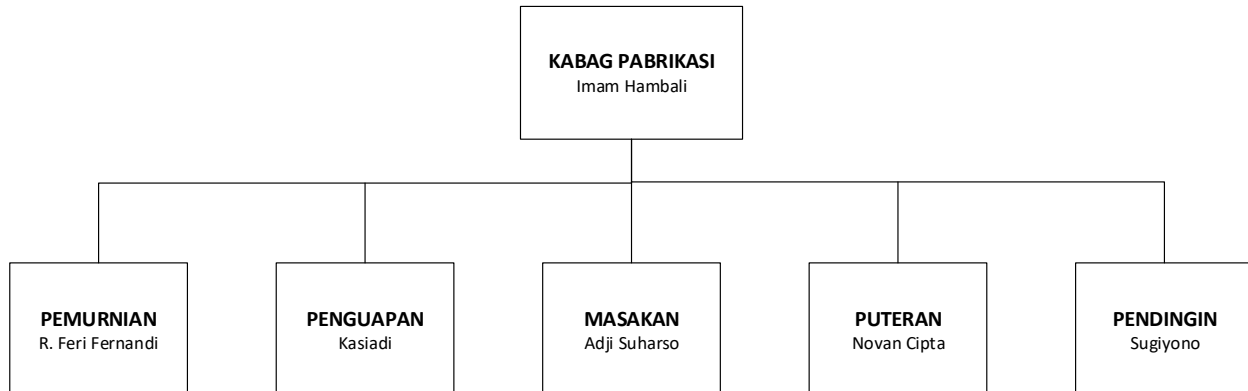 KABAG PABRIKASI
Imam Hambali
PEMURNIAN
R. Feri Fernandi
PENGUAPAN
Kasiadi
MASAKAN
Adji Suharso
PUTERAN
Novan Cipta
PENDINGIN
Sugiyono